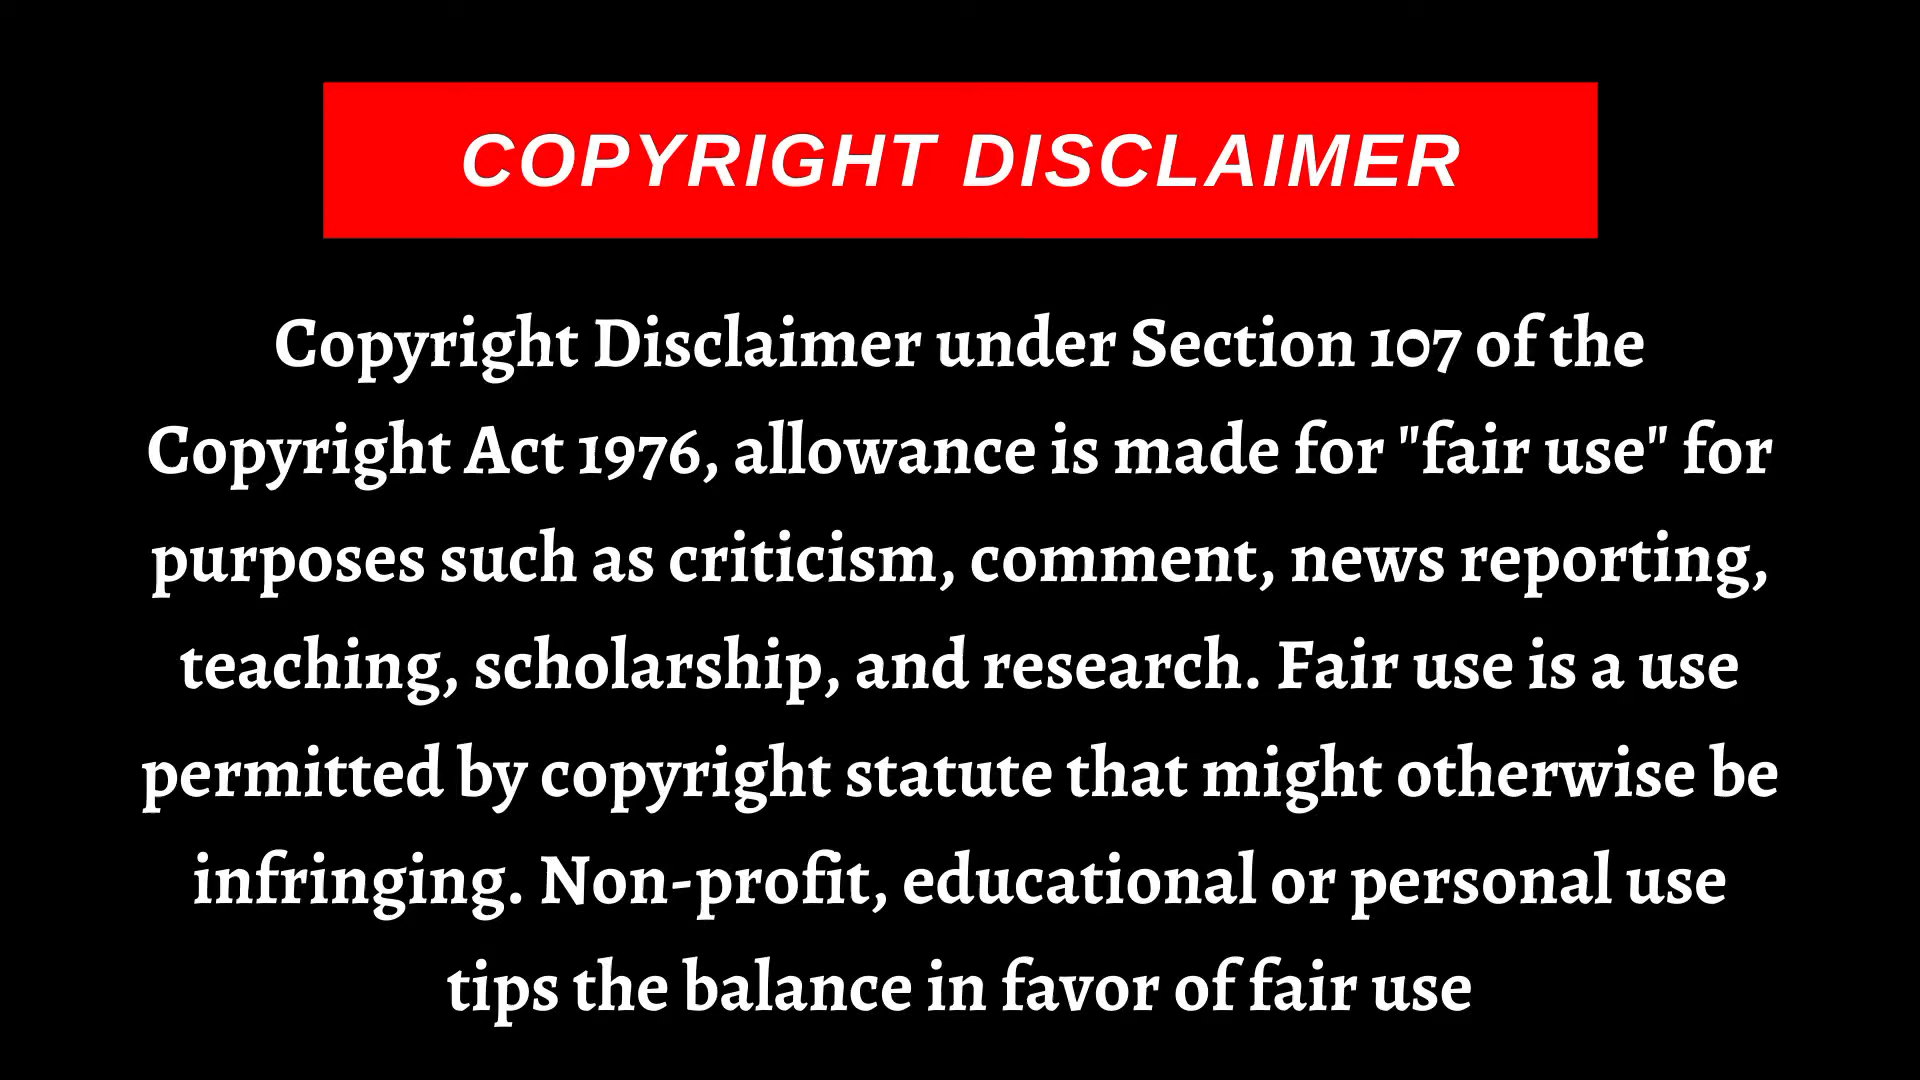 COPYRIGHT DISCLAIMER
Copyright Disclaimer under Section 107 of the
Copyright Act 1976, allowance is made for "fair use" for
purposes such as criticism, comment, news reporting,
teaching, scholarship, and research. Fair use is a use
permitted by copyright statute that might otherwise be
infringing. Non-profit, educational or personal use
tips the balance in favor of fair use